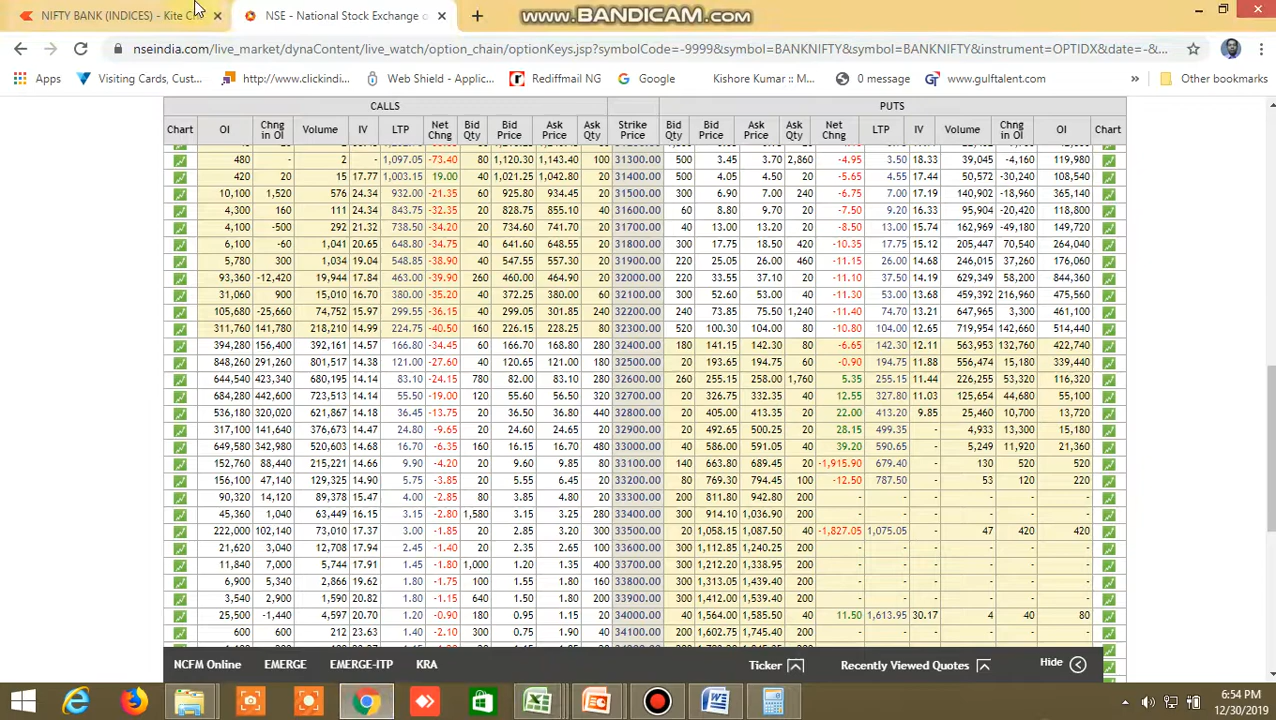 NIFTY BANK (INDICES) - Kite C
NSE - National Stock Exchange o
www.BANDICAM.com
nseindia.com/live_market/dynaContent/live_watch/option_chain/optionKeys.jsp?symbolCode=-9999&symbol=BANKNIFTY&symbol=BANKNIFTY&instrument=OPTIDX&date=-&...
Apps Visiting Cards, Cust... http://www.clickindi... Web Shield - Applic... Rediffmail NG Google Kishore Kumar :: M... 0 message www.gulftalent.com » Other bookmarks
CALLS PUTS
Chart OI Chng in OI Volume IV LTP Net Chng Bid Qty Bid Price Ask Price Ask Qty Strike Price Bid Qty Bid Price Ask Price Ask Qty Net Chng LTP IV Volume Chng in OI OI Chart
480 - 2 - 1,097.05 -73.40 80 1,120.30 1,143.40 100 31300.00 500 3.45 3.70 2,860 -4.95 3.50 18.33 39,045 -4,160 119,980
420 20 15 17.77 1,003.15 19.00 40 1,021.25 1,042.80 20 31400.00 500 4.05 4.50 20 -5.65 4.55 17.44 50,572 -30,240 108,540
10,100 1,520 576 24.34 932.00 -21.35 60 925.80 934.45 20 31500.00 300 6.90 7.00 240 -6.75 7.00 17.19 140,902 -18,960 365,140
4,300 160 111 24.34 843.75 -32.35 20 828.75 855.10 40 31600.00 60 8.80 9.70 20 -7.50 9.20 16.33 95,904 -20,420 118,800
4,100 -500 292 21.32 738.50 -34.20 20 734.60 741.70 20 31700.00 40 13.00 13.20 20 -8.50 13.00 15.74 162,763 -49,180 149,720
6,100 -60 1,041 20.65 648.80 -34.75 40 641.60 648.55 20 31800.00 300 17.75 18.50 420 -10.35 17.75 15.12 205,447 70,540 264,040
5,780 300 1,034 19.04 548.85 -38.90 40 547.55 557.30 20 31900.00 220 25.05 26.00 460 -11.15 26.00 14.68 246,015 37,260 176,060
93,360 -12,420 19,944 17.84 463.00 -39.90 260 460.00 464.90 20 32000.00 220 33.55 37.10 20 -11.10 37.50 14.19 629,349 58,200 844,360
31,060 900 15,010 16.70 380.00 -35.20 40 372.25 380.00 60 32100.00 300 52.60 53.00 40 -11.30 53.00 13.68 459,392 216,960 475,560
105,680 -25,660 74,752 15.97 299.55 -36.15 40 299.05 301.85 240 32200.00 240 73.85 75.50 1,240 -11.40 74.70 13.21 647,965 3,300 461,100
311,760 141,780 218,210 14.99 224.75 -40.50 160 226.15 228.25 80 32300.00 520 100.30 104.00 80 -10.80 104.00 12.65 719,954 142,660 514,440
394,280 156,400 392,161 14.57 166.80 -34.45 60 166.70 168.80 280 32400.00 180 141.15 142.30 80 -6.65 142.30 12.11 563,953 132,760 422,740
848,260 291,260 801,517 14.38 121.00 -27.60 40 120.65 121.00 180 32500.00 20 193.65 194.75 60 -0.90 194.75 11.88 556,474 15,180 339,440
644,540 423,340 680,195 14.14 83.10 -24.15 780 82.00 83.10 280 32600.00 260 255.15 258.00 1,760 5.35 255.15 11.44 226,255 53,320 116,320
684,280 442,600 723,513 14.14 55.50 -19.00 120 55.60 56.50 320 32700.00 20 326.75 332.35 40 12.55 327.80 11.03 125,654 44,680 55,100
536,180 320,020 621,867 14.18 36.45 -13.75 20 36.50 36.80 440 32800.00 20 405.00 413.35 20 22.00 413.20 9.85 25,460 10,700 13,720
317,100 141,640 376,673 14.47 24.80 -9.65 20 24.60 24.65 20 32900.00 20 492.65 500.25 20 28.15 499.35 - 4,933 13,300 15,180
649,580 342,980 520,603 14.68 16.70 -6.35 160 16.15 16.70 480 33000.00 40 586.00 591.05 40 39.20 590.65 - 5,249 11,920 21,360
152,760 88,440 215,221 14.66 9.90 -4.20 20 9.60 9.85 80 33100.00 140 663.80 689.45 20 -1,915.90 679.40 - 130 520 520
156,100 47,140 129,325 14.90 5.75 -3.85 20 5.55 6.45 20 33200.00 80 769.30 794.45 100 -12.50 787.50 - 53 120 220
90,320 14,120 89,378 15.47 4.00 -2.85 80 3.85 4.80 20 33300.00 200 811.80 942.80 200 - - - - - -
45,360 1,040 63,449 16.15 3.15 -2.80 1,580 3.15 3.25 280 33400.00 300 914.10 1,036.90 200 - - - - - -
222,000 102,140 73,010 17.37 3.00 -1.85 20 2.85 3.20 300 33500.00 20 1,058.15 1,087.50 40 -1,827.05 1,075.05 - 47 420 420
21,620 3,040 12,708 17.94 2.45 -1.40 20 2.35 2.65 100 33600.00 300 1,112.85 1,240.25 200 - - - - - -
11,840 7,000 5,744 17.91 1.45 -1.80 1,000 1.20 1.35 400 33700.00 300 1,212.20 1,338.95 200 - - - - - -
6,900 5,340 2,866 19.62 1.80 -1.75 100 1.55 1.80 160 33800.00 300 1,313.05 1,439.40 200 - - - - - -
3,540 2,900 1,590 20.82 1.80 -1.15 640 1.50 1.80 200 33900.00 300 1,412.00 1,539.40 200 - - - - - -
25,500 -1,440 4,597 20.70 1.20 -0.90 180 0.95 1.15 20 34000.00 40 1,564.00 1,585.50 40 11.50 1,613.95 30.17 4 40 80
600 600 212 23.63 1.40 -2.10 300 0.75 1.90 40 34100.00 200 1,602.75 1,745.40 200 - - - - - -
NCFM Online EMERGE EMERGE-ITP KRA Ticker Recently Viewed Quotes Hide
6:54 PM
12/30/2019